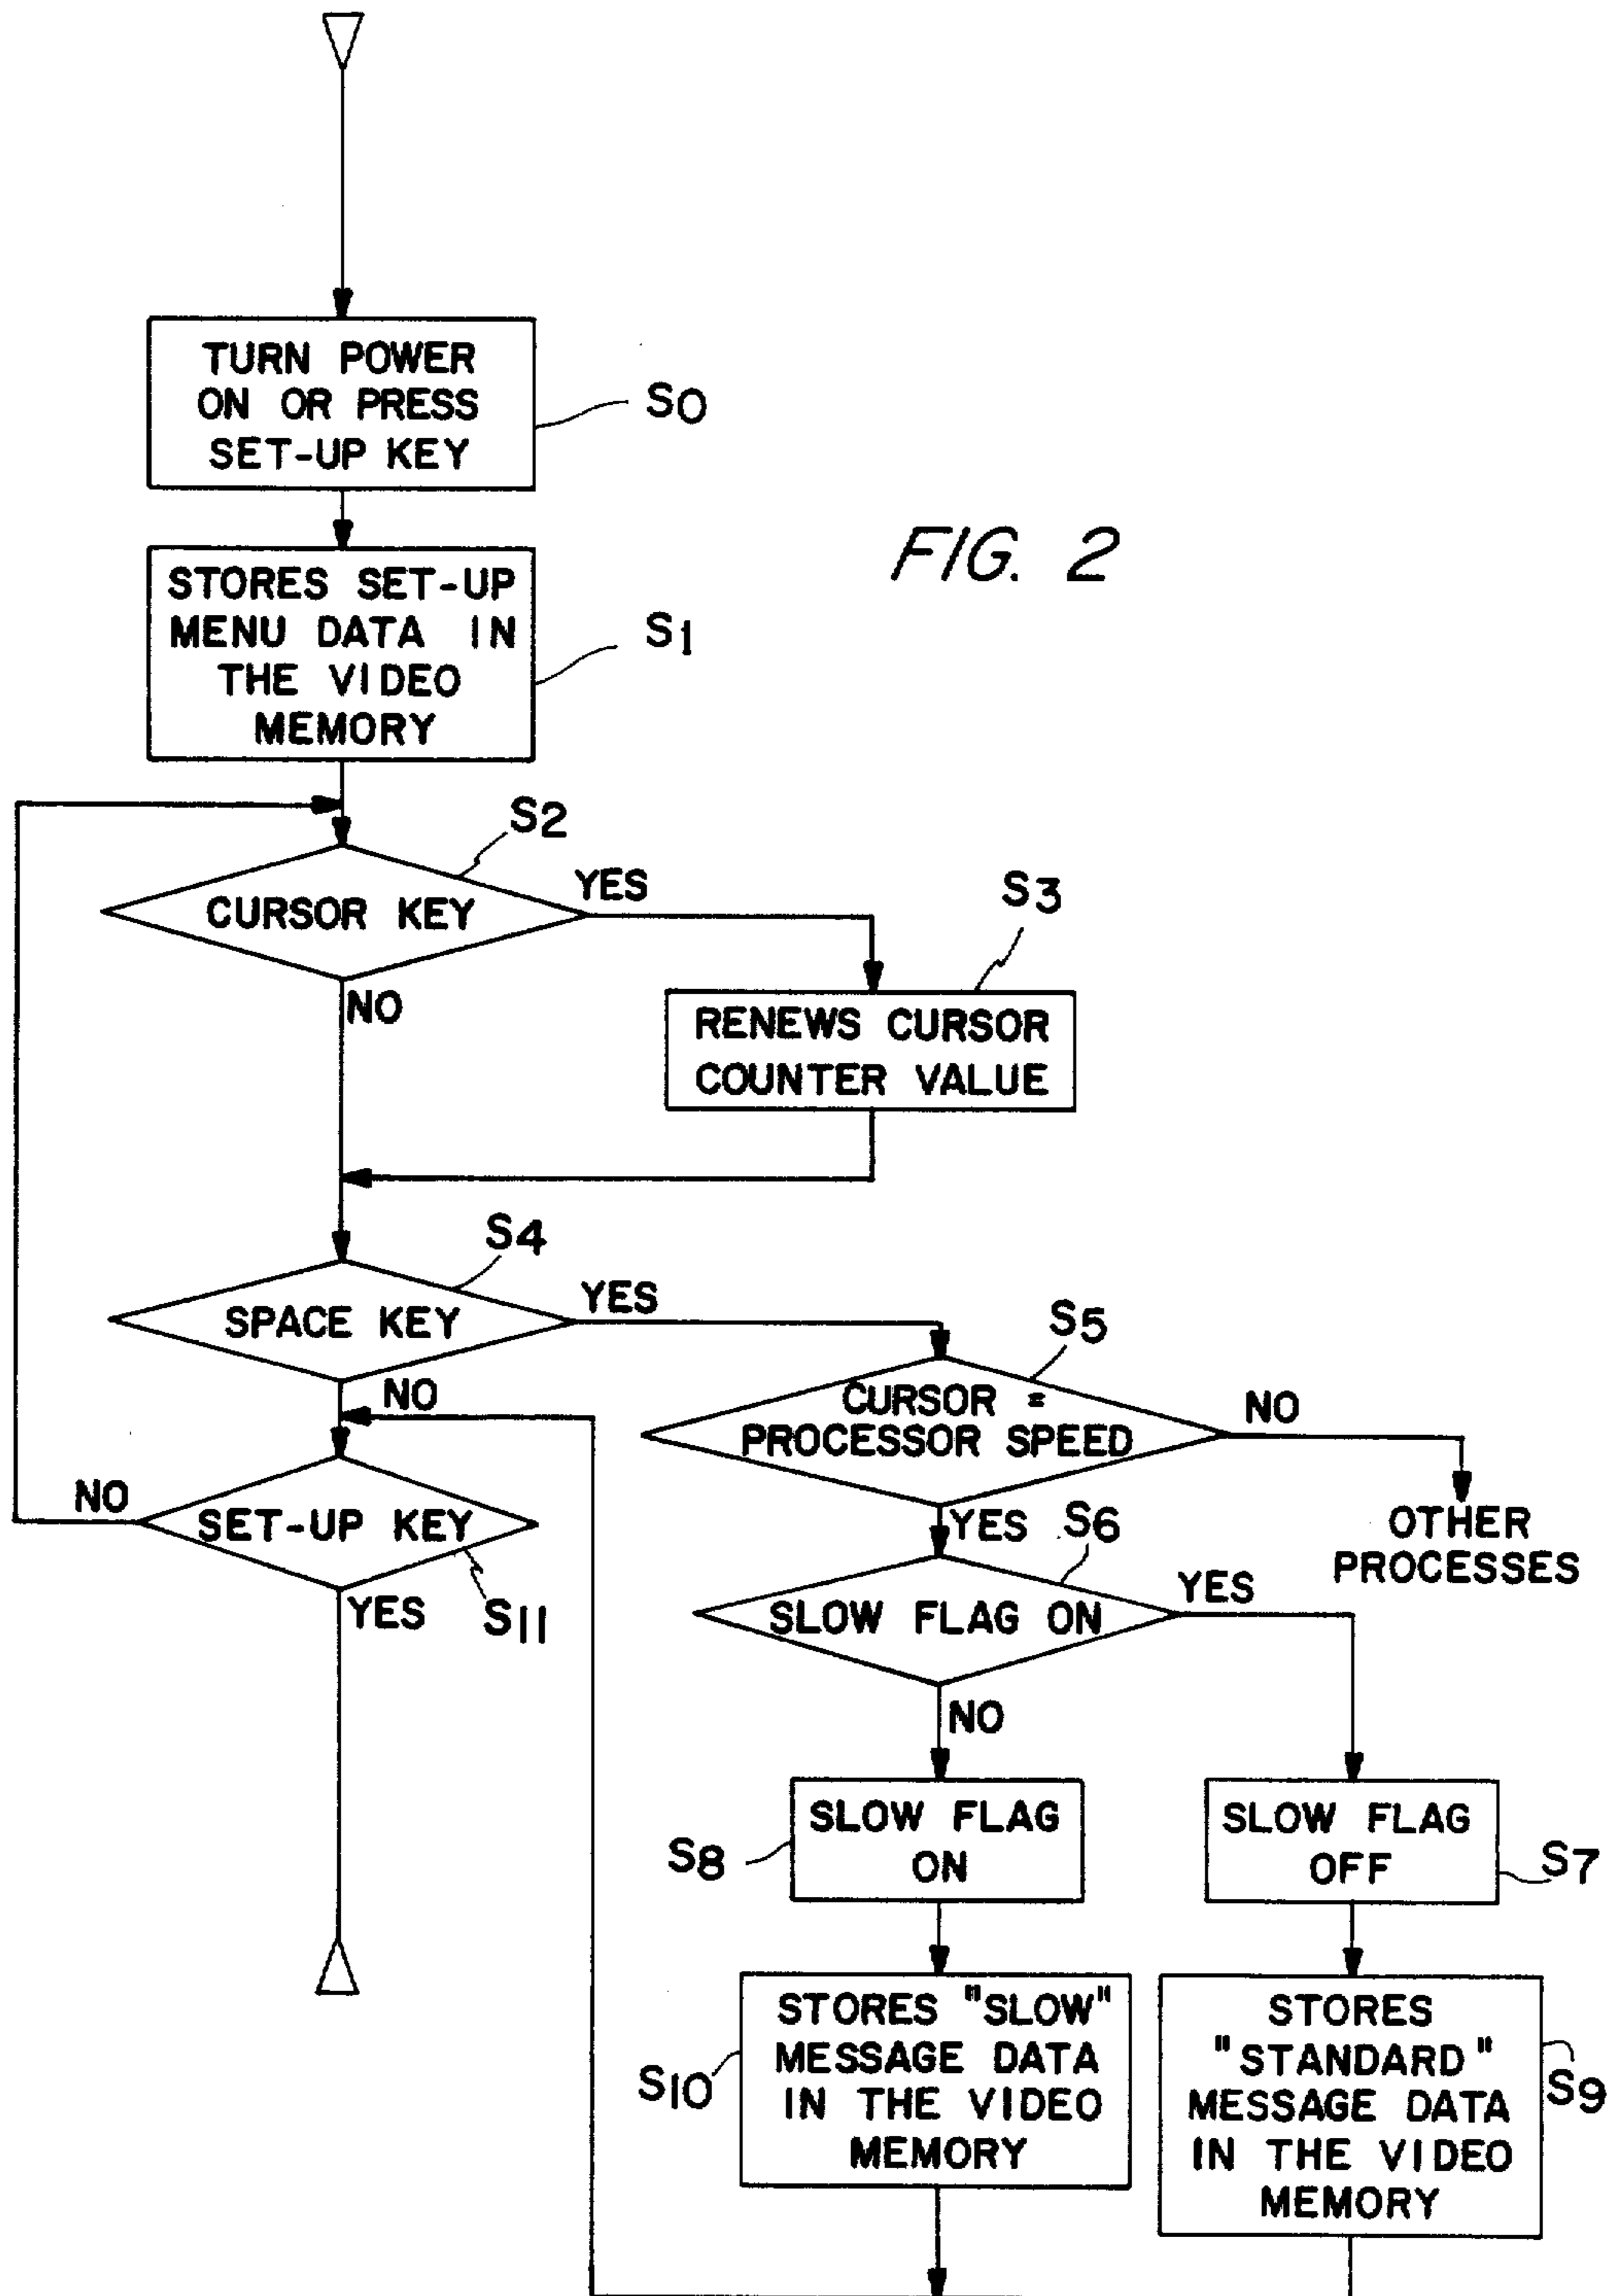 TURN POWER
ON OR PRESS
SET-UP KEY
S0
FIG. 2
STORES SET-UP
MENU DATA IN
THE VIDEO
MEMORY
S1
S2
CURSOR KEY
YES
NO
S3
RENEWS CURSOR
COUNTER VALUE
S4
SPACE KEY
YES
NO
S5
CURSOR =
PROCESSOR SPEED
NO
OTHER
PROCESSES
YES
NO
SET-UP KEY
S11
YES
S6
SLOW FLAG ON
YES
NO
SLOW FLAG
ON
S8
SLOW FLAG
OFF
S7
STORES "SLOW"
MESSAGE DATA
IN THE VIDEO
MEMORY
S10
STORES
"STANDARD"
MESSAGE DATA
IN THE VIDEO
MEMORY
S9